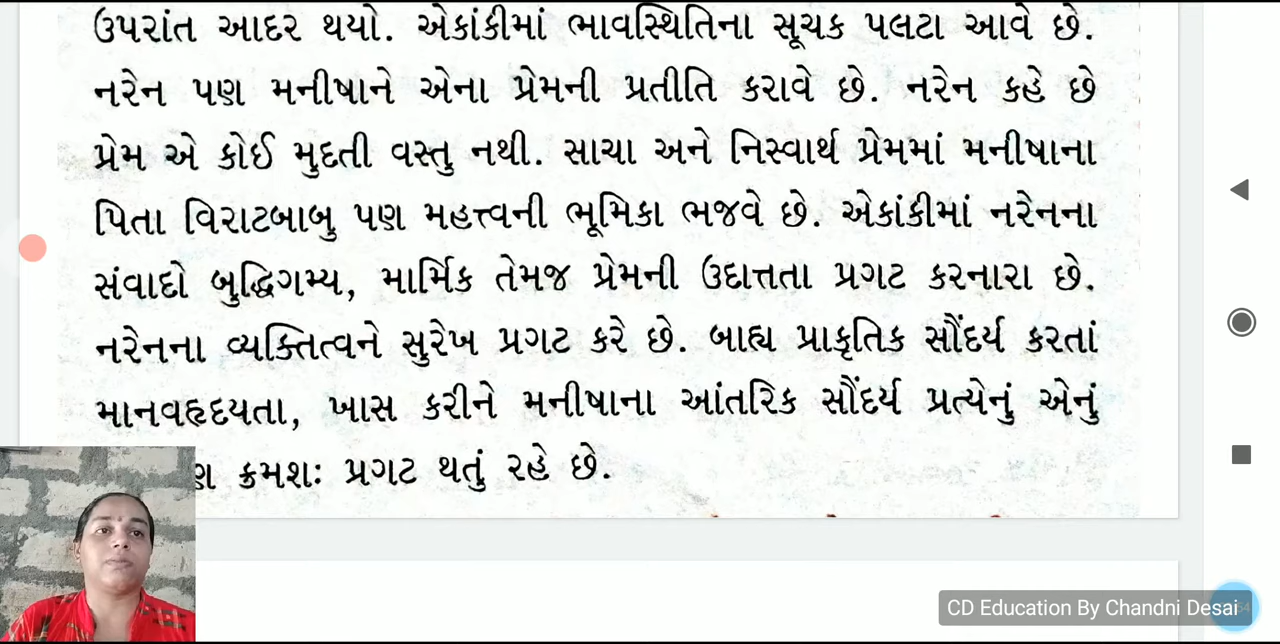 ઉપરાંત આદર થયો. એકાંકીમાં ભાવસ્થિતિના સૂચક પલટા આવે છે.
નરેન પણ મનીષાને એના પ્રેમની પ્રતીતિ કરાવે છે. નરેન કહે છે
પ્રેમ એ કોઈ મુદતી વસ્તુ નથી. સાચા અને નિસ્વાર્થ પ્રેમમાં મનીષાના
પિતા વિરાટબાબુ પણ મહત્ત્વની ભૂમિકા ભજવે છે. એકાંકીમાં નરેનના
સંવાદો બુદ્ધિગમ્ય, માર્મિક તેમજ પ્રેમની ઉદાત્તતા પ્રગટ કરનારા છે.
નરેનના વ્યક્તિત્વને સુરેખ પ્રગટ કરે છે. બાહ્ય પ્રાકૃતિક સૌંદર્ય કરતાં
માનવહૃદયતા, ખાસ કરીને મનીષાના આંતરિક સૌંદર્ય પ્રત્યેનું એનું
ક્રમશઃ પ્રગટ થતું રહે છે.
CD Education By Chandni Desai